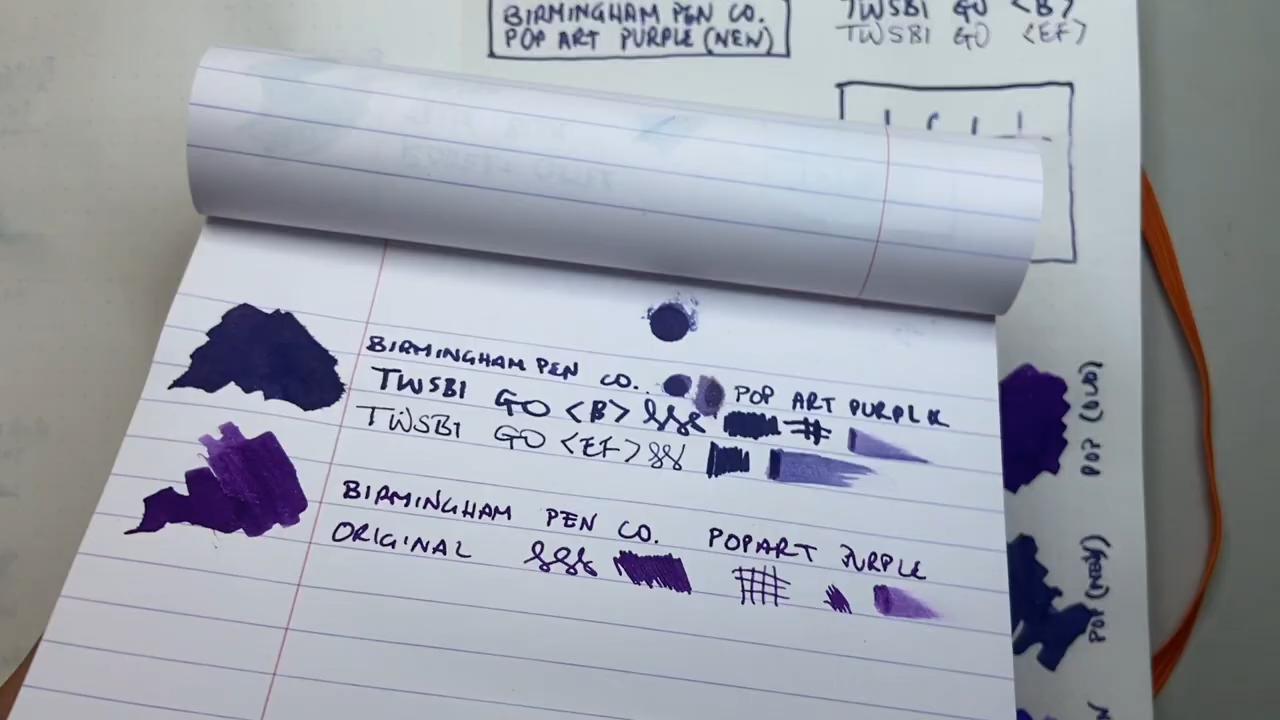 BIRMINGHAM PEN CO.
POP ART PURPLE (NEW)
TWSBI GO <B>
TWSBI GO <EF>
BIRMINGHAM PEN CO. POP ART PURPLE
TWSBI GO <B>
TWSBI GO <EF>
BIRMINGHAM PEN CO. POPART PURPLE
ORIGINAL
POP (OLD)
POP (NEW)